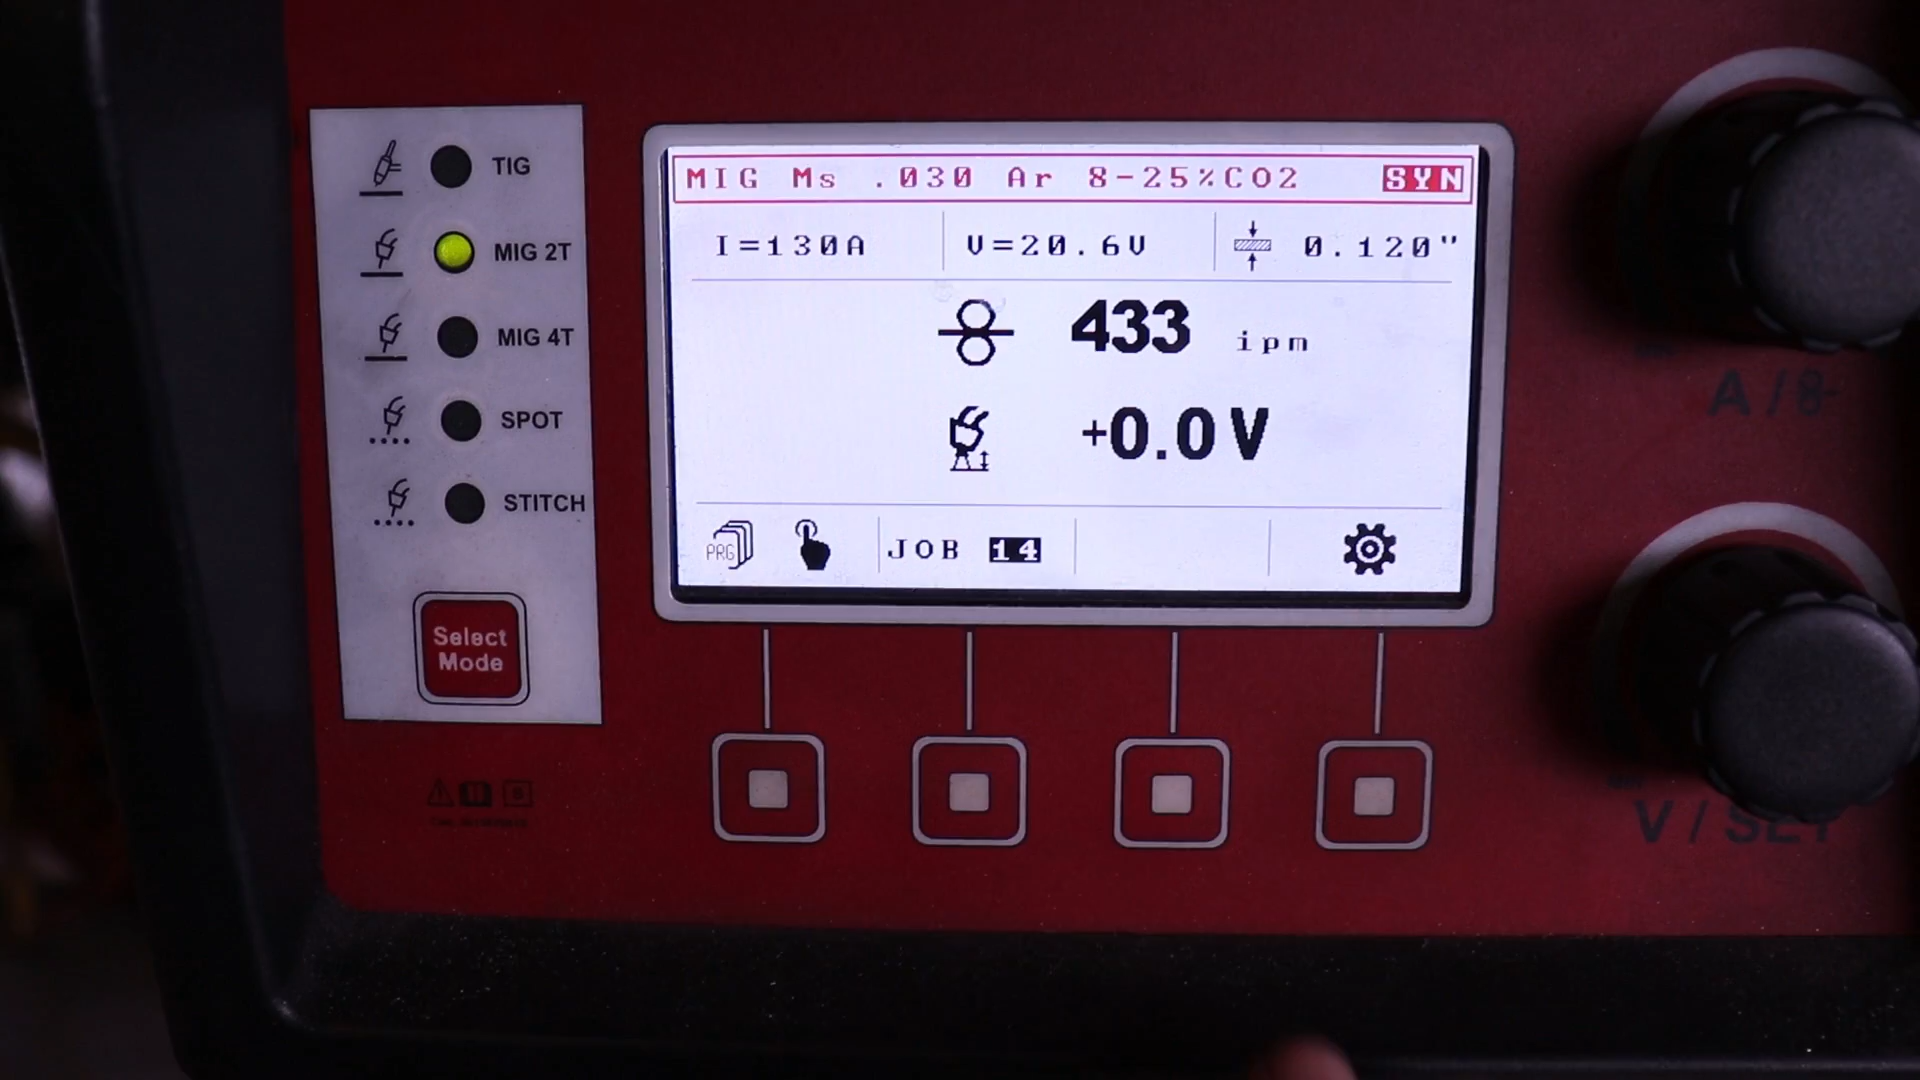 TIG
MIG 2T
MIG 4T
SPOT
STITCH
Select
Mode
MIG Ms .030 Ar 8-25%CO2 SYN
I=130A V=20.6V 0.120"
433 ipm
+0.0V
PRG JOB 14
A /
V / SET